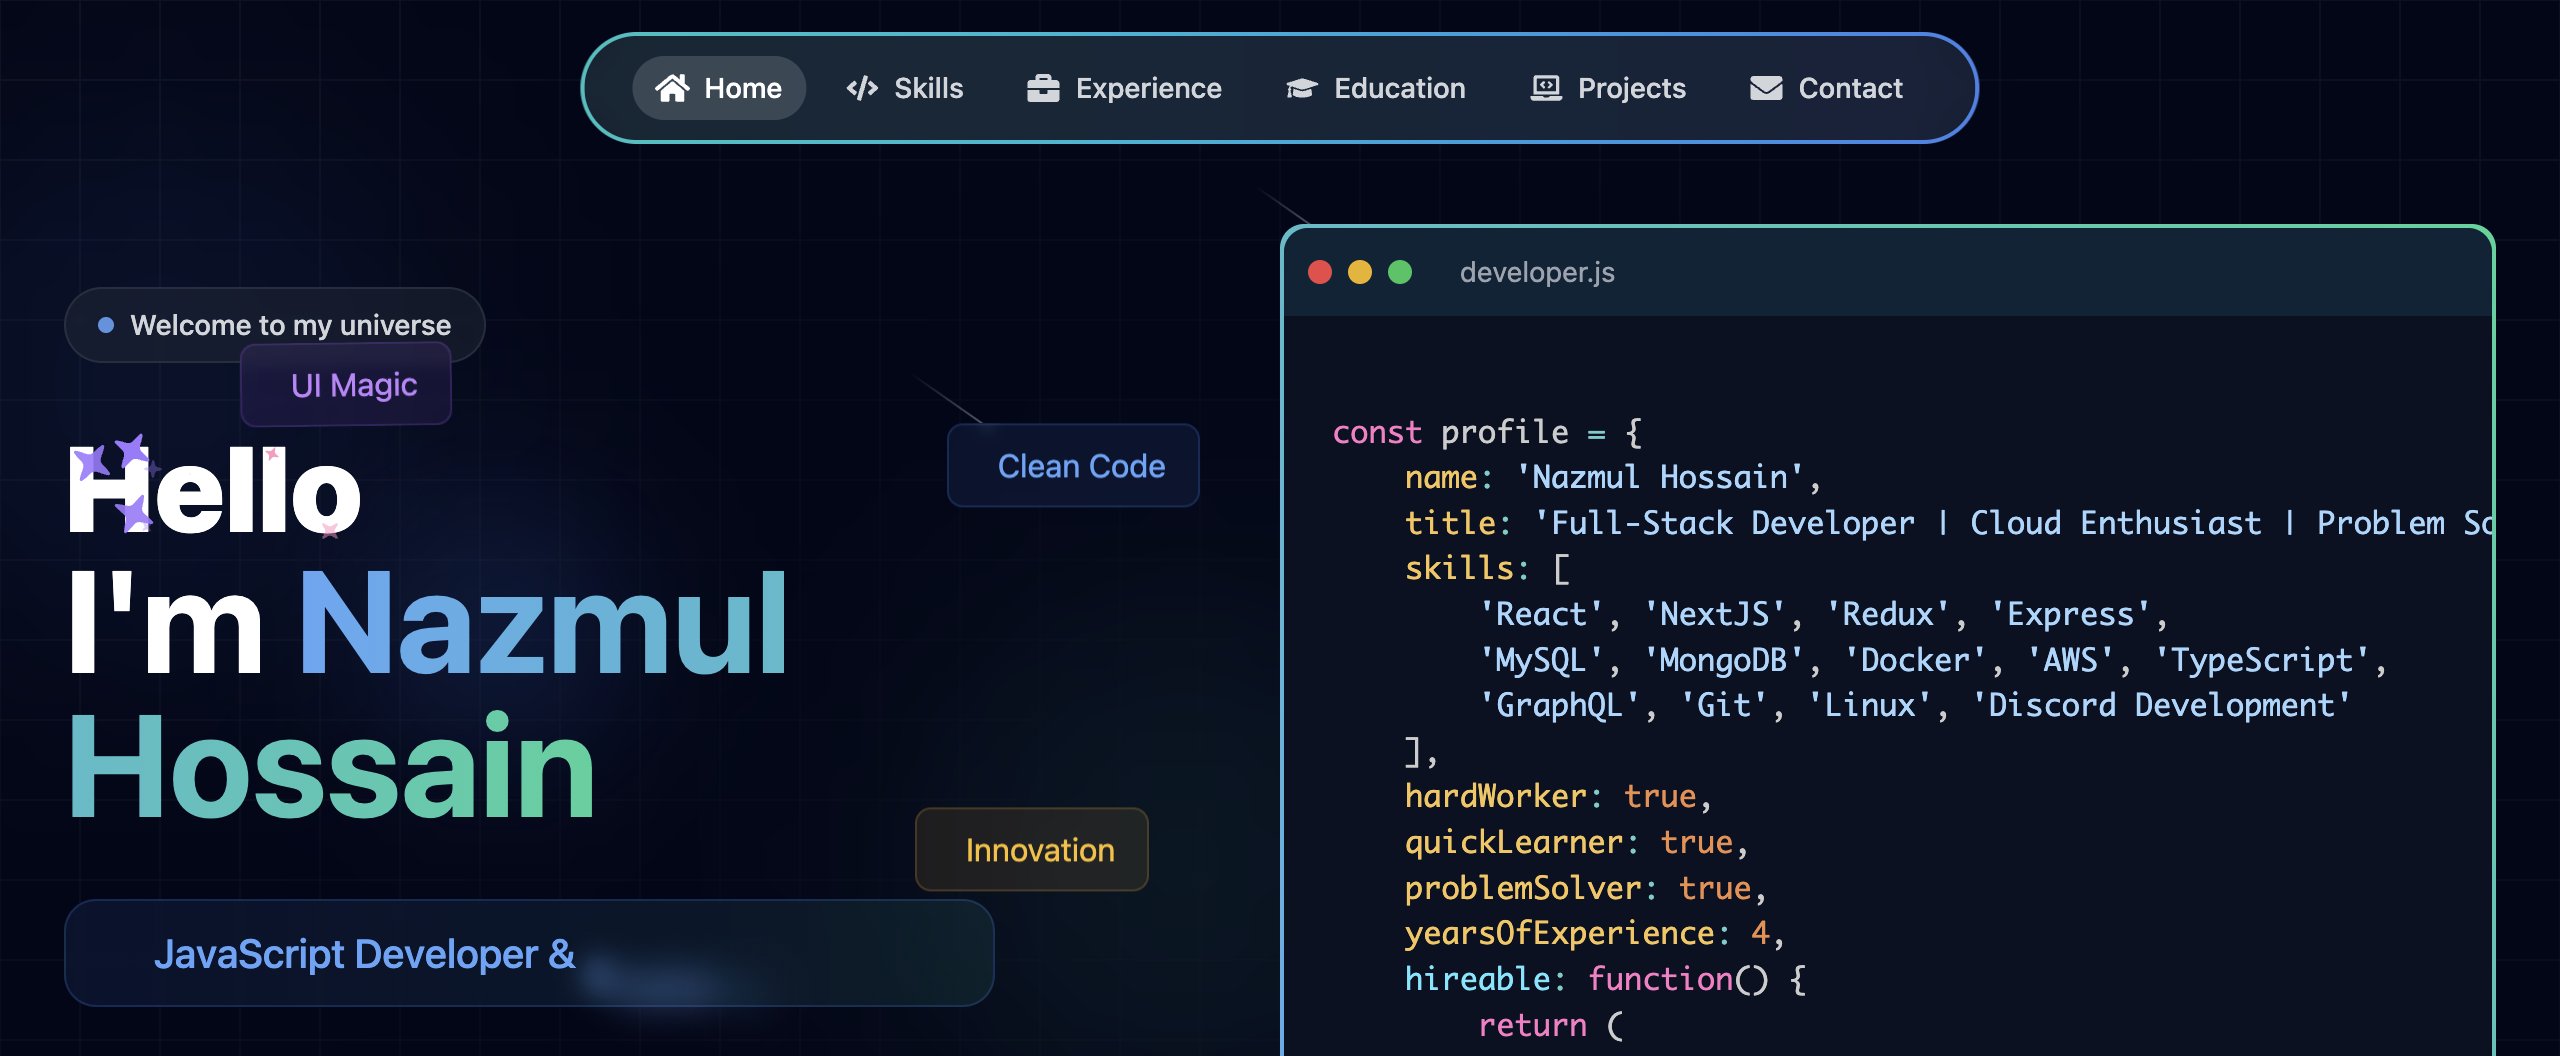 Home Skills Experience Education Projects Contact
Welcome to my universe
UI Magic
Hello
I'm Nazmul
Hossain
Clean Code
Innovation
JavaScript Developer &
developer.js
const profile = {
name: 'Nazmul Hossain',
title: 'Full-Stack Developer | Cloud Enthusiast | Problem So
skills: [
'React', 'NextJS', 'Redux', 'Express',
'MySQL', 'MongoDB', 'Docker', 'AWS', 'TypeScript',
'GraphQL', 'Git', 'Linux', 'Discord Development'
],
hardWorker: true,
quickLearner: true,
problemSolver: true,
yearsOfExperience: 4,
hireable: function() {
return (